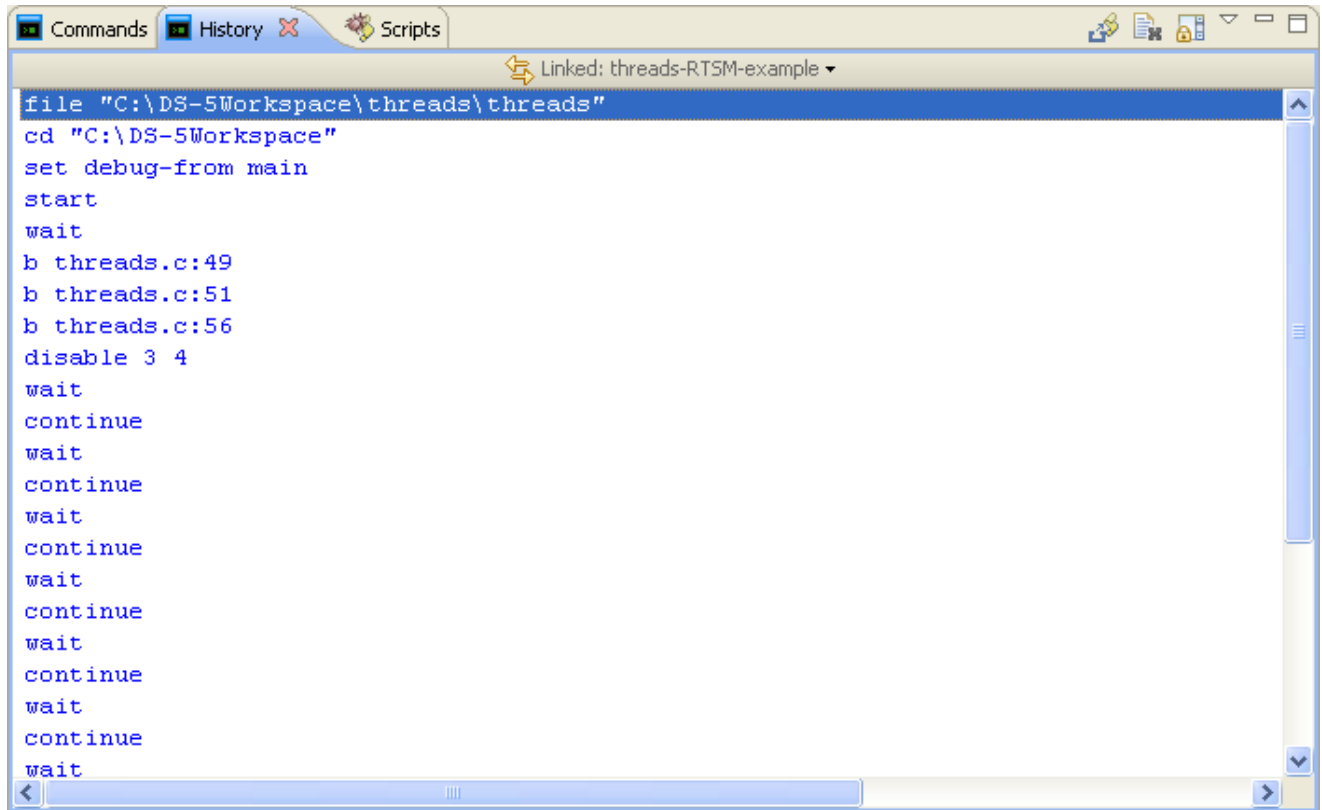 Commands History Scripts
Linked: threads-RTSM-example
file "C:\DS-5Workspace\threads\threads"
cd "C:\DS-5Workspace"
set debug-from main
start
wait
b threads.c:49
b threads.c:51
b threads.c:56
disable 3 4
wait
continue
wait
continue
wait
continue
wait
continue
wait
continue
wait
continue
wait